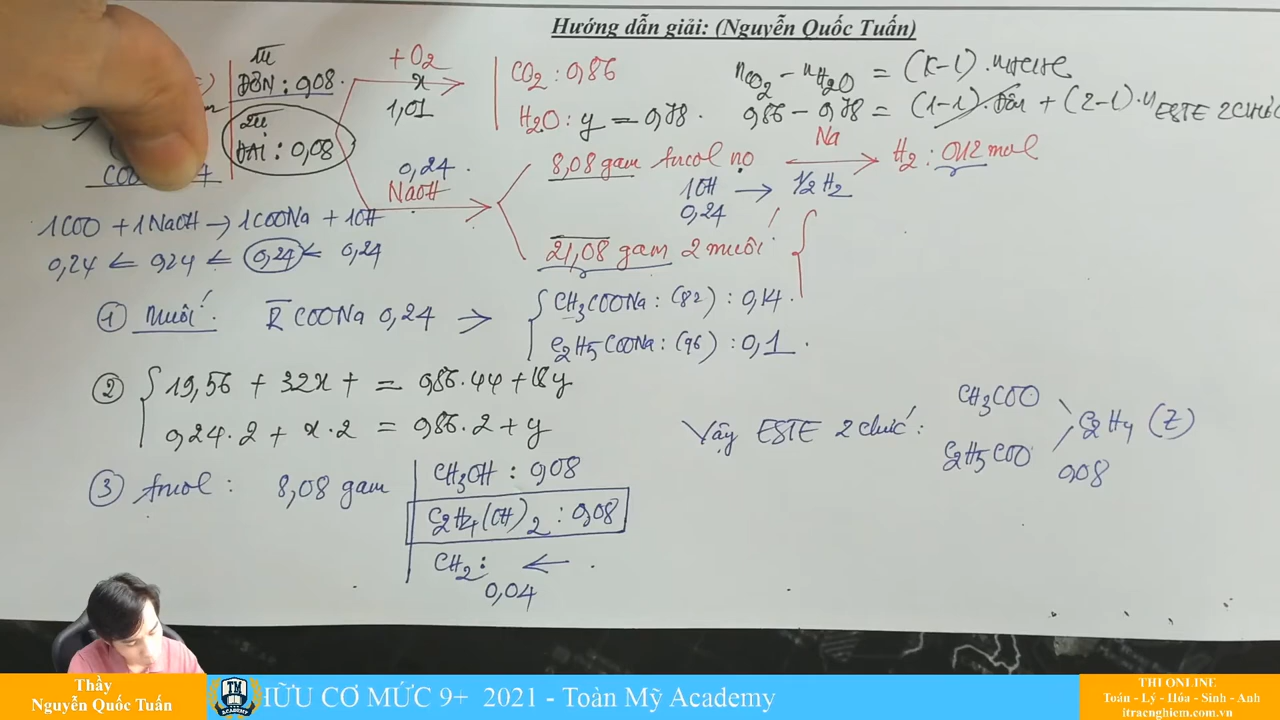 Hướng dẫn giải: (Nguyễn Quốc Tuấn)
ĐƠN: 0,08.
0,08
+ O2
x
1,01
CO2 : 0,86
H2O : y = 0,78.
nCO2 - nH2O = (K-1).
0,86 - 0,78 = (1-1). Đơn + (2-1). n ESTE 2 CHỨC
0,24.
NaOH
8,08 gam Ancol no
Na
H2 : 0,12 mol
1OH → 1/2 H2
0,24
1COO + 1NaOH → 1COONa + 1OH
0,24 ← 0,24 ← 0,24 ← 0,24
21,08 gam 2 muối
① Muối: R̅COONa 0,24 →
CH3COONa : (82) : 0,14.
C2H5COONa : (96) : 0,1.
② 19,56 + 32x + = 0,86.44 + 18y
0,24.2 + x.2 = 0,86.2 + y
Vậy ESTE 2 chức:
CH3COO
C2H5COO
C2H4 (Z)
0,08
③ Ancol : 8,08 gam
CH3OH : 0,08
C2H4(OH)2 : 0,08
CH2 : ←
0,04
Thầy
Nguyễn Quốc Tuấn
TM
ACADEMY
HỮU CƠ MỨC 9+ 2021 - Toàn Mỹ Academy
THI ONLINE
Toán - Lý - Hóa - Sinh - Anh
itracnghiem.com.vn